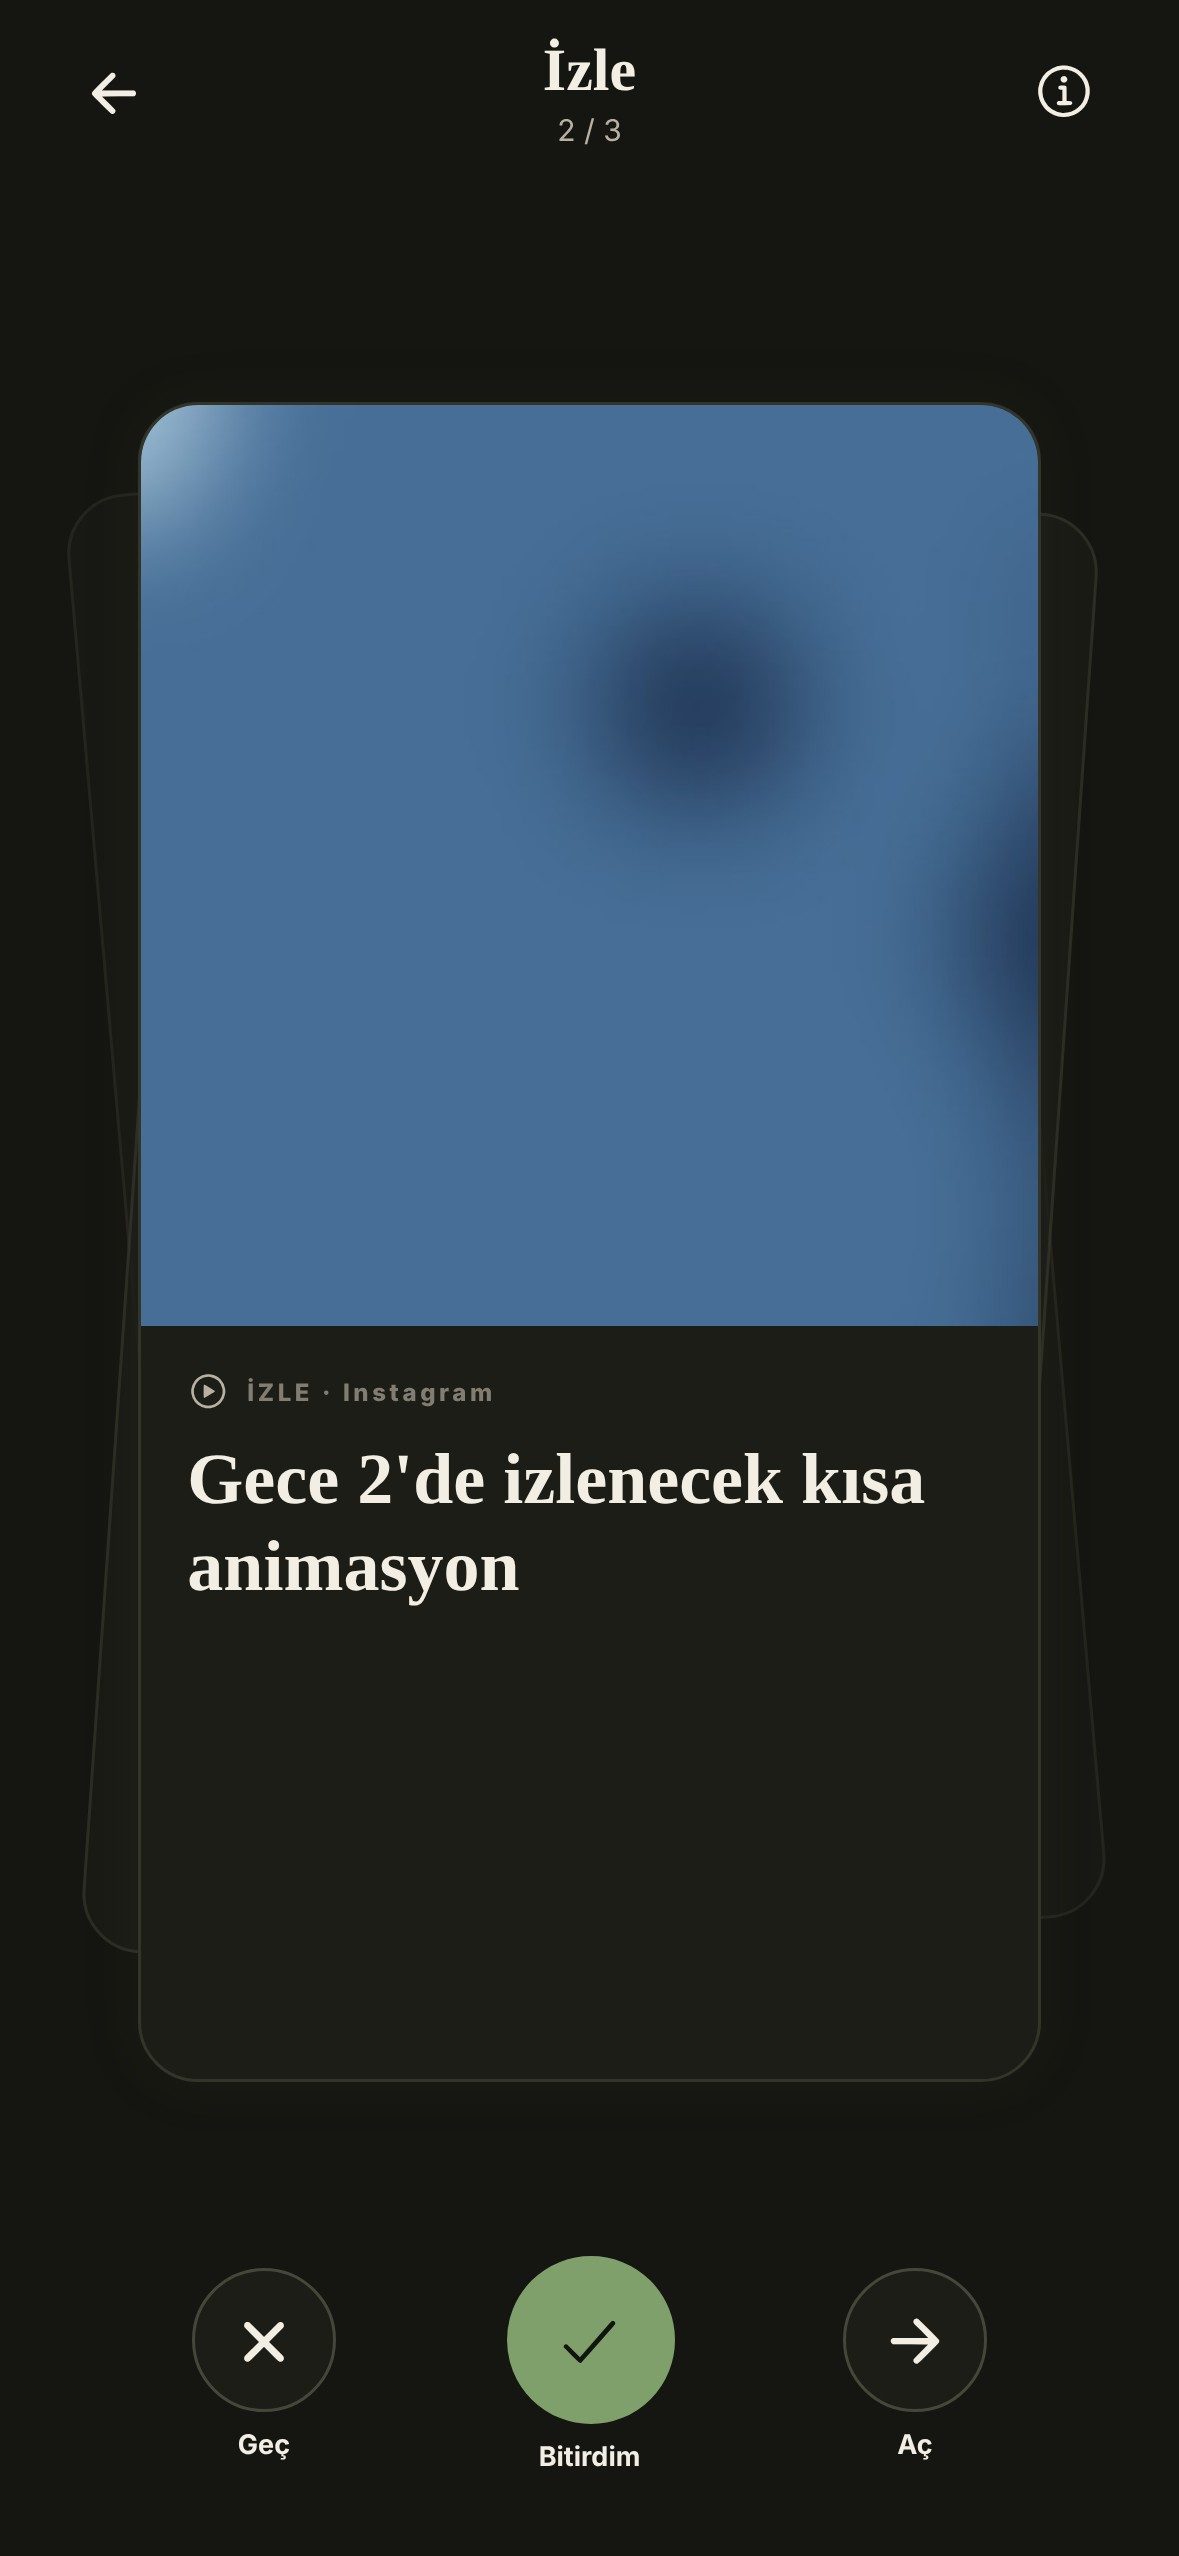 İzle
2 / 3
İZLE · Instagram
Gece 2'de izlenecek kısa
animasyon
Geç
Bitirdim
Aç